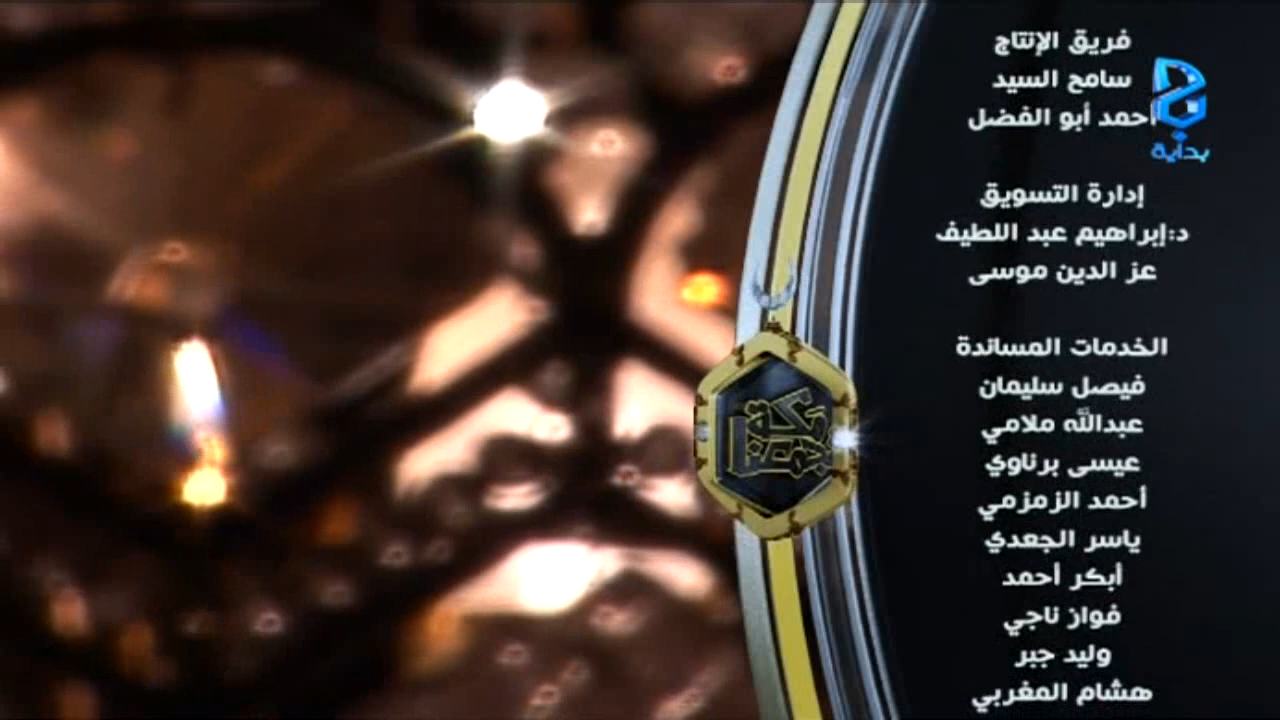 فريق الإنتاج
سامح السيد
أحمد أبو الفضل
بداية
إدارة التسويق
د:إبراهيم عبد اللطيف
عز الدين موسى
الخدمات المساندة
فيصل سليمان
عبدالله ملامي
عيسى برناوي
أحمد الزمزمي
ياسر الجعدي
أبكر أحمد
فواز ناجي
وليد جبر
هشام المغربي